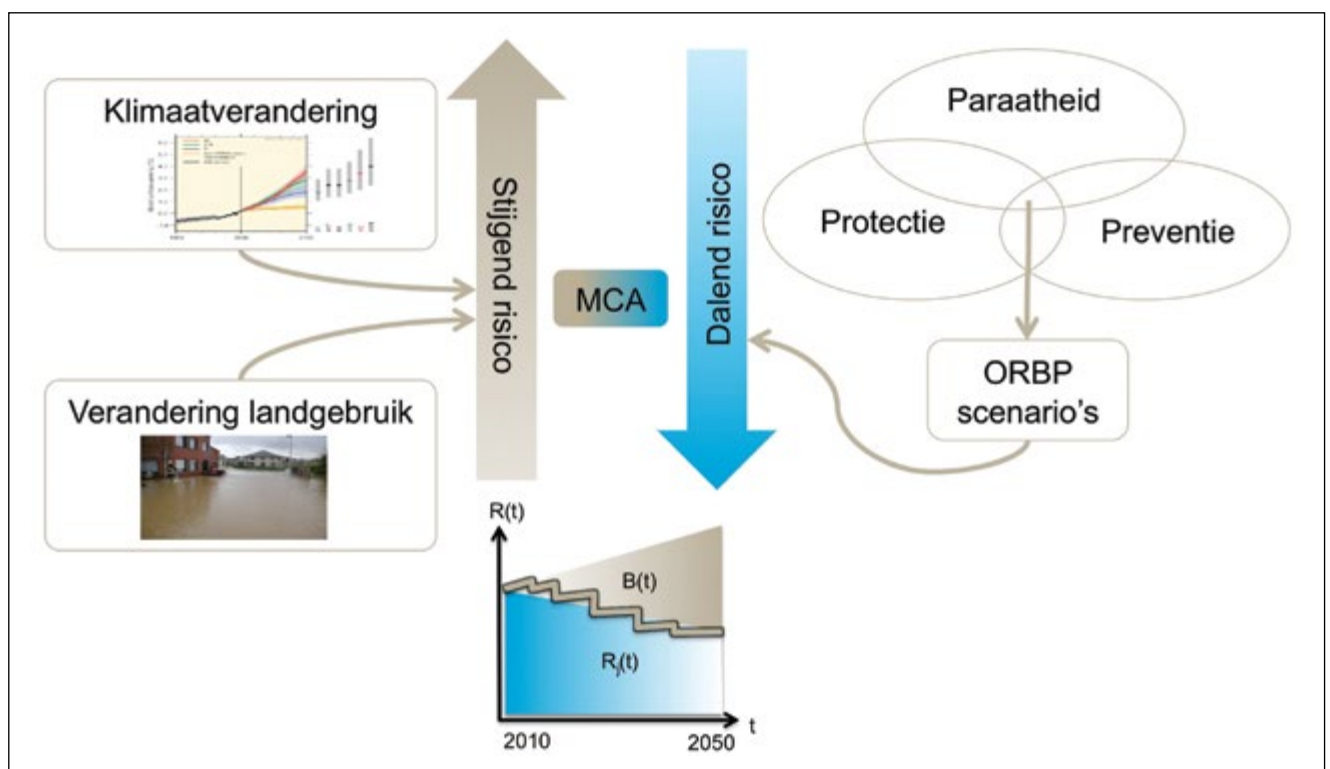 Klimaatverandering
Verandering landgebruik
Stijgend risico
MCA
Dalend risico
Paraatheid
Protectie
Preventie
ORBP
scenario's
R(t)
B(t)
Rj(t)
t
2010
2050